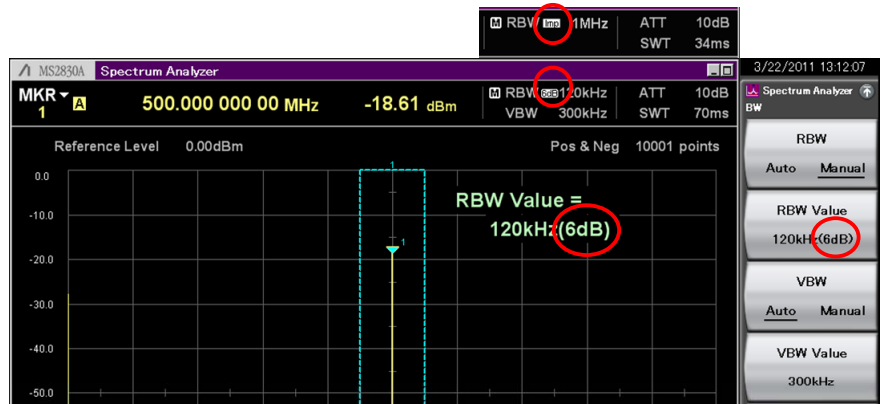 M RBW Imp 1MHz ATT 10dB
SWT 34ms
MS2830A Spectrum Analyzer
3/22/2011 13:12:07
MKR 1 A 500.000 000 00 MHz -18.61 dBm
M RBW 6dB 120kHz ATT 10dB
VBW 300kHz SWT 70ms
Spectrum Analyzer
BW
Reference Level 0.00dBm Pos & Neg 10001 points
RBW
Auto Manual
1
0.0
RBW Value =
120kHz(6dB)
1
-10.0
-20.0
-30.0
-40.0
-50.0
RBW Value
120kHz(6dB)
VBW
Auto Manual
VBW Value
300kHz